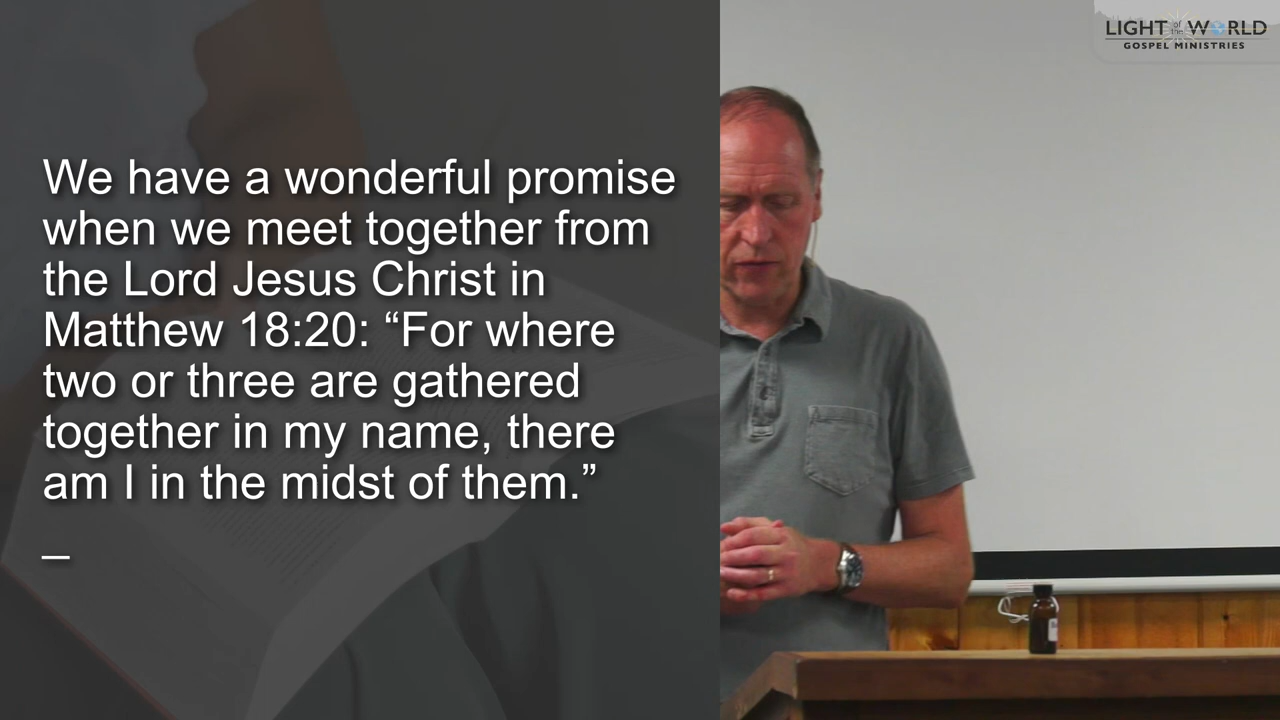 LIGHT of the WORLD
GOSPEL MINISTRIES
We have a wonderful promise
when we meet together from
the Lord Jesus Christ in
Matthew 18:20: “For where
two or three are gathered
together in my name, there
am I in the midst of them.”
_